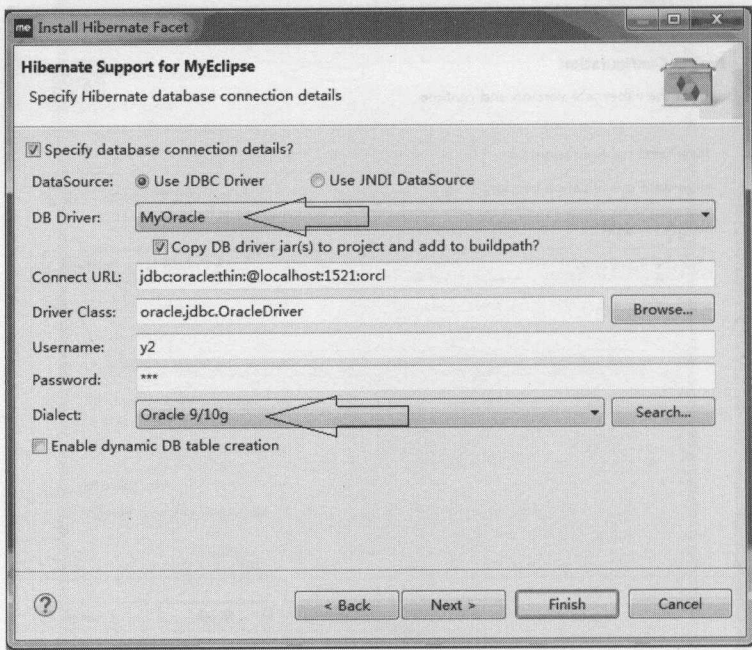 me Install Hibernate Facet
Hibernate Support for MyEclipse
Specify Hibernate database connection details
Specify database connection details?
DataSource: Use JDBC Driver Use JNDI DataSource
DB Driver: MyOracle
Copy DB driver jar(s) to project and add to buildpath?
Connect URL: jdbc:oracle:thin:@localhost:1521:orcl
Driver Class: oracle.jdbc.OracleDriver Browse...
Username: y2
Password: ***
Dialect: Oracle 9/10g Search...
Enable dynamic DB table creation
? < Back Next > Finish Cancel